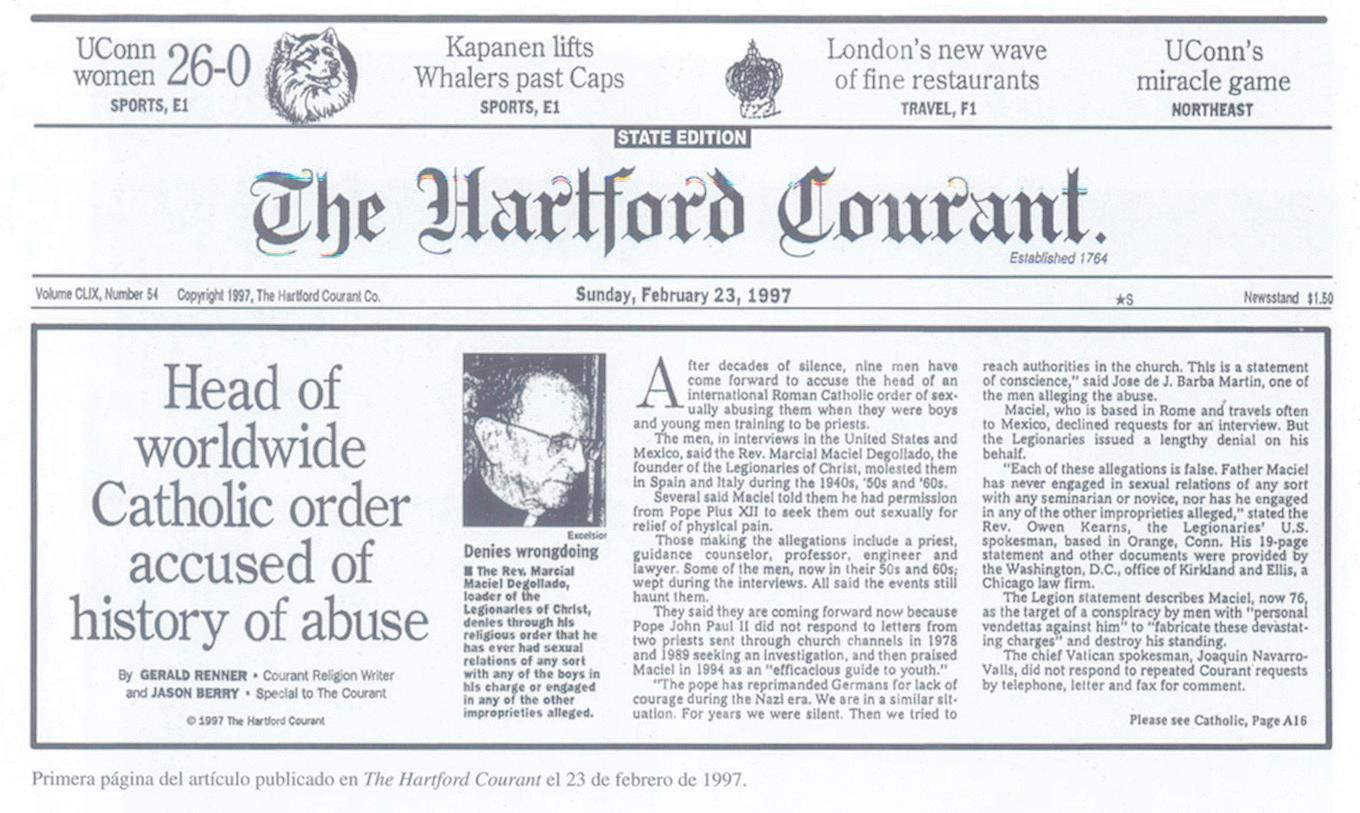 UConn
women 26-0
SPORTS, E1
Kapanen lifts
Whalers past Caps
SPORTS, E1
London's new wave
of fine restaurants
TRAVEL, F1
UConn's
miracle game
NORTHEAST
STATE EDITION
The Hartford Courant.
Established 1764
Volume CLIX, Number 54 Copyright 1997, The Hartford Courant Co.
Sunday, February 23, 1997
★S
Newsstand $1.50
Head of
worldwide
Catholic order
accused of
history of abuse
By GERALD RENNER • Courant Religion Writer
and JASON BERRY • Special to The Courant
© 1997 The Hartford Courant
Excelsior
Denies wrongdoing
■ The Rev. Marcial
Maciel Degollado,
loader of the
Legionaries of Christ,
denies through his
religious order that he
has ever had sexual
relations of any sort
with any of the boys in
his charge or engaged
in any of the other
improprieties alleged.
After decades of silence, nine men have
come forward to accuse the head of an
international Roman Catholic order of sex-
ually abusing them when they were boys
and young men training to be priests.
The men, in interviews in the United States and
Mexico, said the Rev. Marcial Maciel Degollado, the
founder of the Legionaries of Christ, molested them
in Spain and Italy during the 1940s, '50s and '60s.
Several said Maciel told them he had permission
from Pope Pius XII to seek them out sexually for
relief of physical pain.
Those making the allegations include a priest,
guidance counselor, professor, engineer and
lawyer. Some of the men, now in their 50s and 60s;
wept during the interviews. All said the events still
haunt them.
They said they are coming forward now because
Pope John Paul II did not respond to letters from
two priests sent through church channels in 1978
and 1989 seeking an investigation, and then praised
Maciel in 1994 as an "efficacious guide to youth."
"The pope has reprimanded Germans for lack of
courage during the Nazi era. We are in a similar sit-
uation. For years we were silent. Then we tried to
reach authorities in the church. This is a statement
of conscience," said Jose de J. Barba Martin, one of
the men alleging the abuse.
Maciel, who is based in Rome and travels often
to Mexico, declined requests for an interview. But
the Legionaries issued a lengthy denial on his
behalf.
"Each of these allegations is false. Father Maciel
has never engaged in sexual relations of any sort
with any seminarian or novice, nor has he engaged
in any of the other improprieties alleged," stated the
Rev. Owen Kearns, the Legionaries' U.S.
spokesman, based in Orange, Conn. His 19-page
statement and other documents were provided by
the Washington, D.C., office of Kirkland and Ellis, a
Chicago law firm.
The Legion statement describes Maciel, now 76,
as the target of a conspiracy by men with "personal
vendettas against him" to "fabricate these devastat-
ing charges" and destroy his standing.
The chief Vatican spokesman, Joaquin Navarro-
Valls, did not respond to repeated Courant requests
by telephone, letter and fax for comment.
Please see Catholic, Page A16
Primera página del artículo publicado en The Hartford Courant el 23 de febrero de 1997.